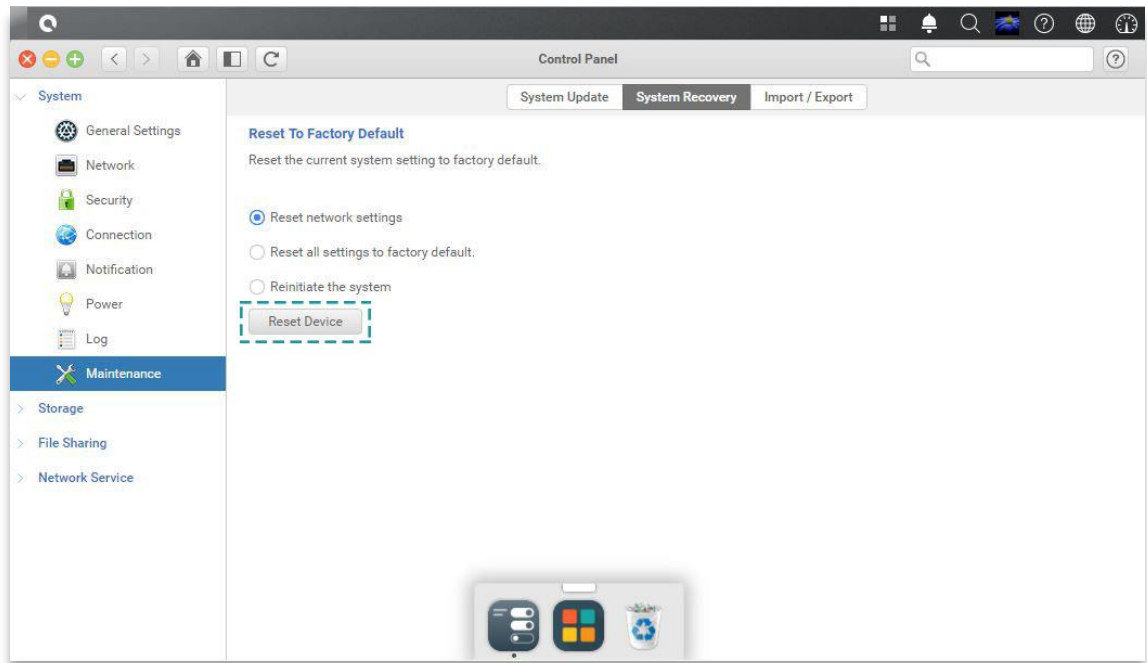 Control Panel
System
System Update
System Recovery
Import / Export
General Settings
Network
Security
Connection
Notification
Power
Log
Maintenance
Storage
File Sharing
Network Service
Reset To Factory Default
Reset the current system setting to factory default.
Reset network settings
Reset all settings to factory default.
Reinitiate the system
Reset Device